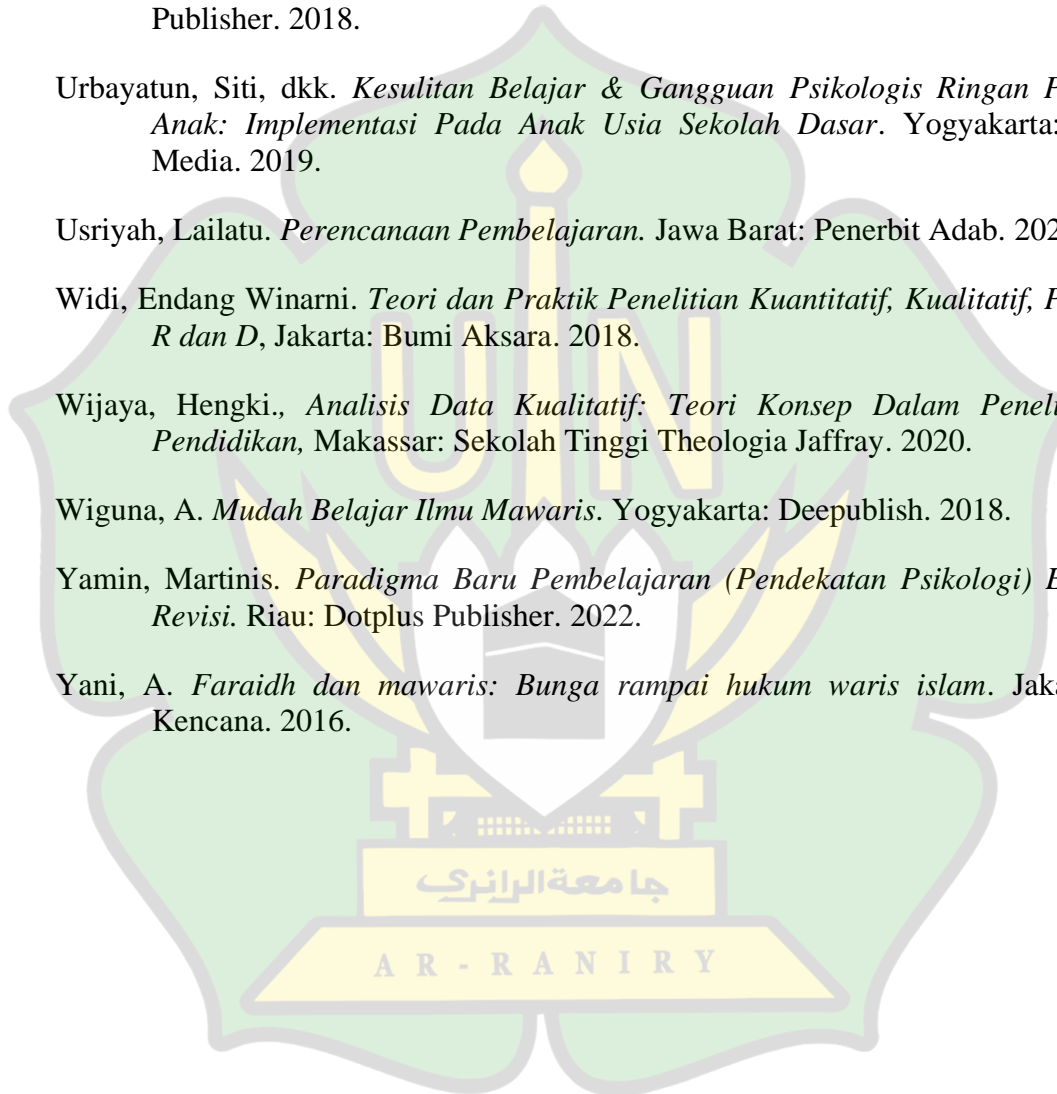 Publisher. 2018.
Urbayatun, Siti, dkk. Kesulitan Belajar & Gangguan Psikologis Ringan
Anak: Implementasi Pada Anak Usia Sekolah Dasar. Yogyakarta:
Media. 2019.
Usriyah, Lailatu. Perencanaan Pembelajaran. Jawa Barat: Penerbit Adab.
Widi, Endang Winarni. Teori dan Praktik Penelitian Kuantitatif, Kualitatif,
R dan D, Jakarta: Bumi Aksara. 2018.
Wijaya, Hengki., Analisis Data Kualitatif: Teori Konsep Dalam
Pendidikan, Makassar: Sekolah Tinggi Theologia Jaffray. 2020.
UIN
Wiguna, A. Mudah Belajar Ilmu Mawaris. Yogyakarta: Deepublish. 2018.
Yamin, Martinis. Paradigma Baru Pembelajaran (Pendekatan Psikologi)
Revisi. Riau: Dotplus Publisher. 2022.
Yani, A. Faraidh dan mawaris: Bunga rampai hukum waris islam.
Kencana. 2016.
جامعة الرانري
AR-RANIRY